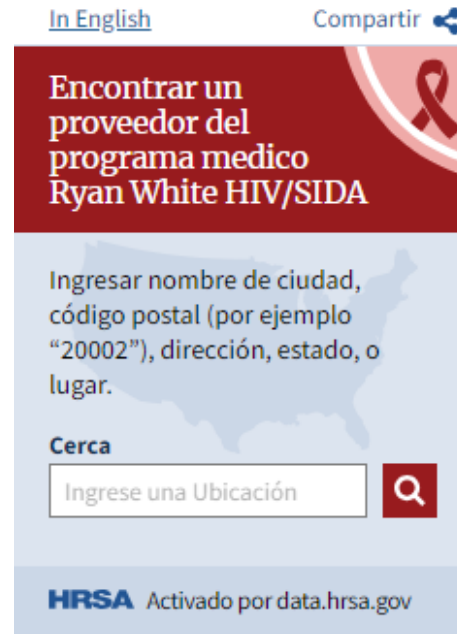 In English
Compartir
Encontrar un
proveedor del
programa medico
Ryan White HIV/SIDA
Ingresar nombre de ciudad,
código postal (por ejemplo
“20002”), dirección, estado, o
lugar.
Cerca
Ingrese una Ubicación
HRSA Activado por data.hrsa.gov